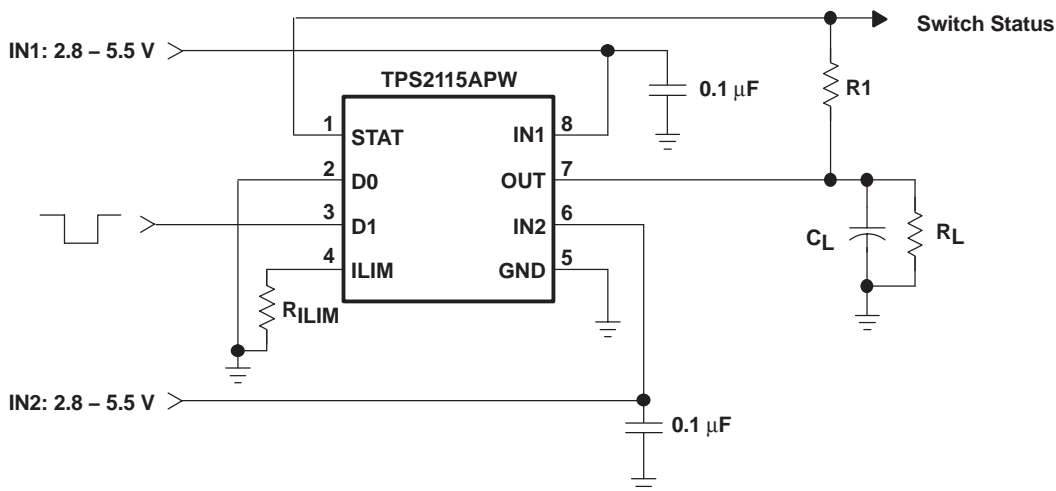 Switch Status
IN1: 2.8 – 5.5 V
TPS2115APW
0.1 μF
R1
1 STAT IN1 8
2 D0 OUT 7
3 D1 IN2 6
4 ILIM GND 5
CL
RL
RILIM
IN2: 2.8 – 5.5 V
0.1 μF